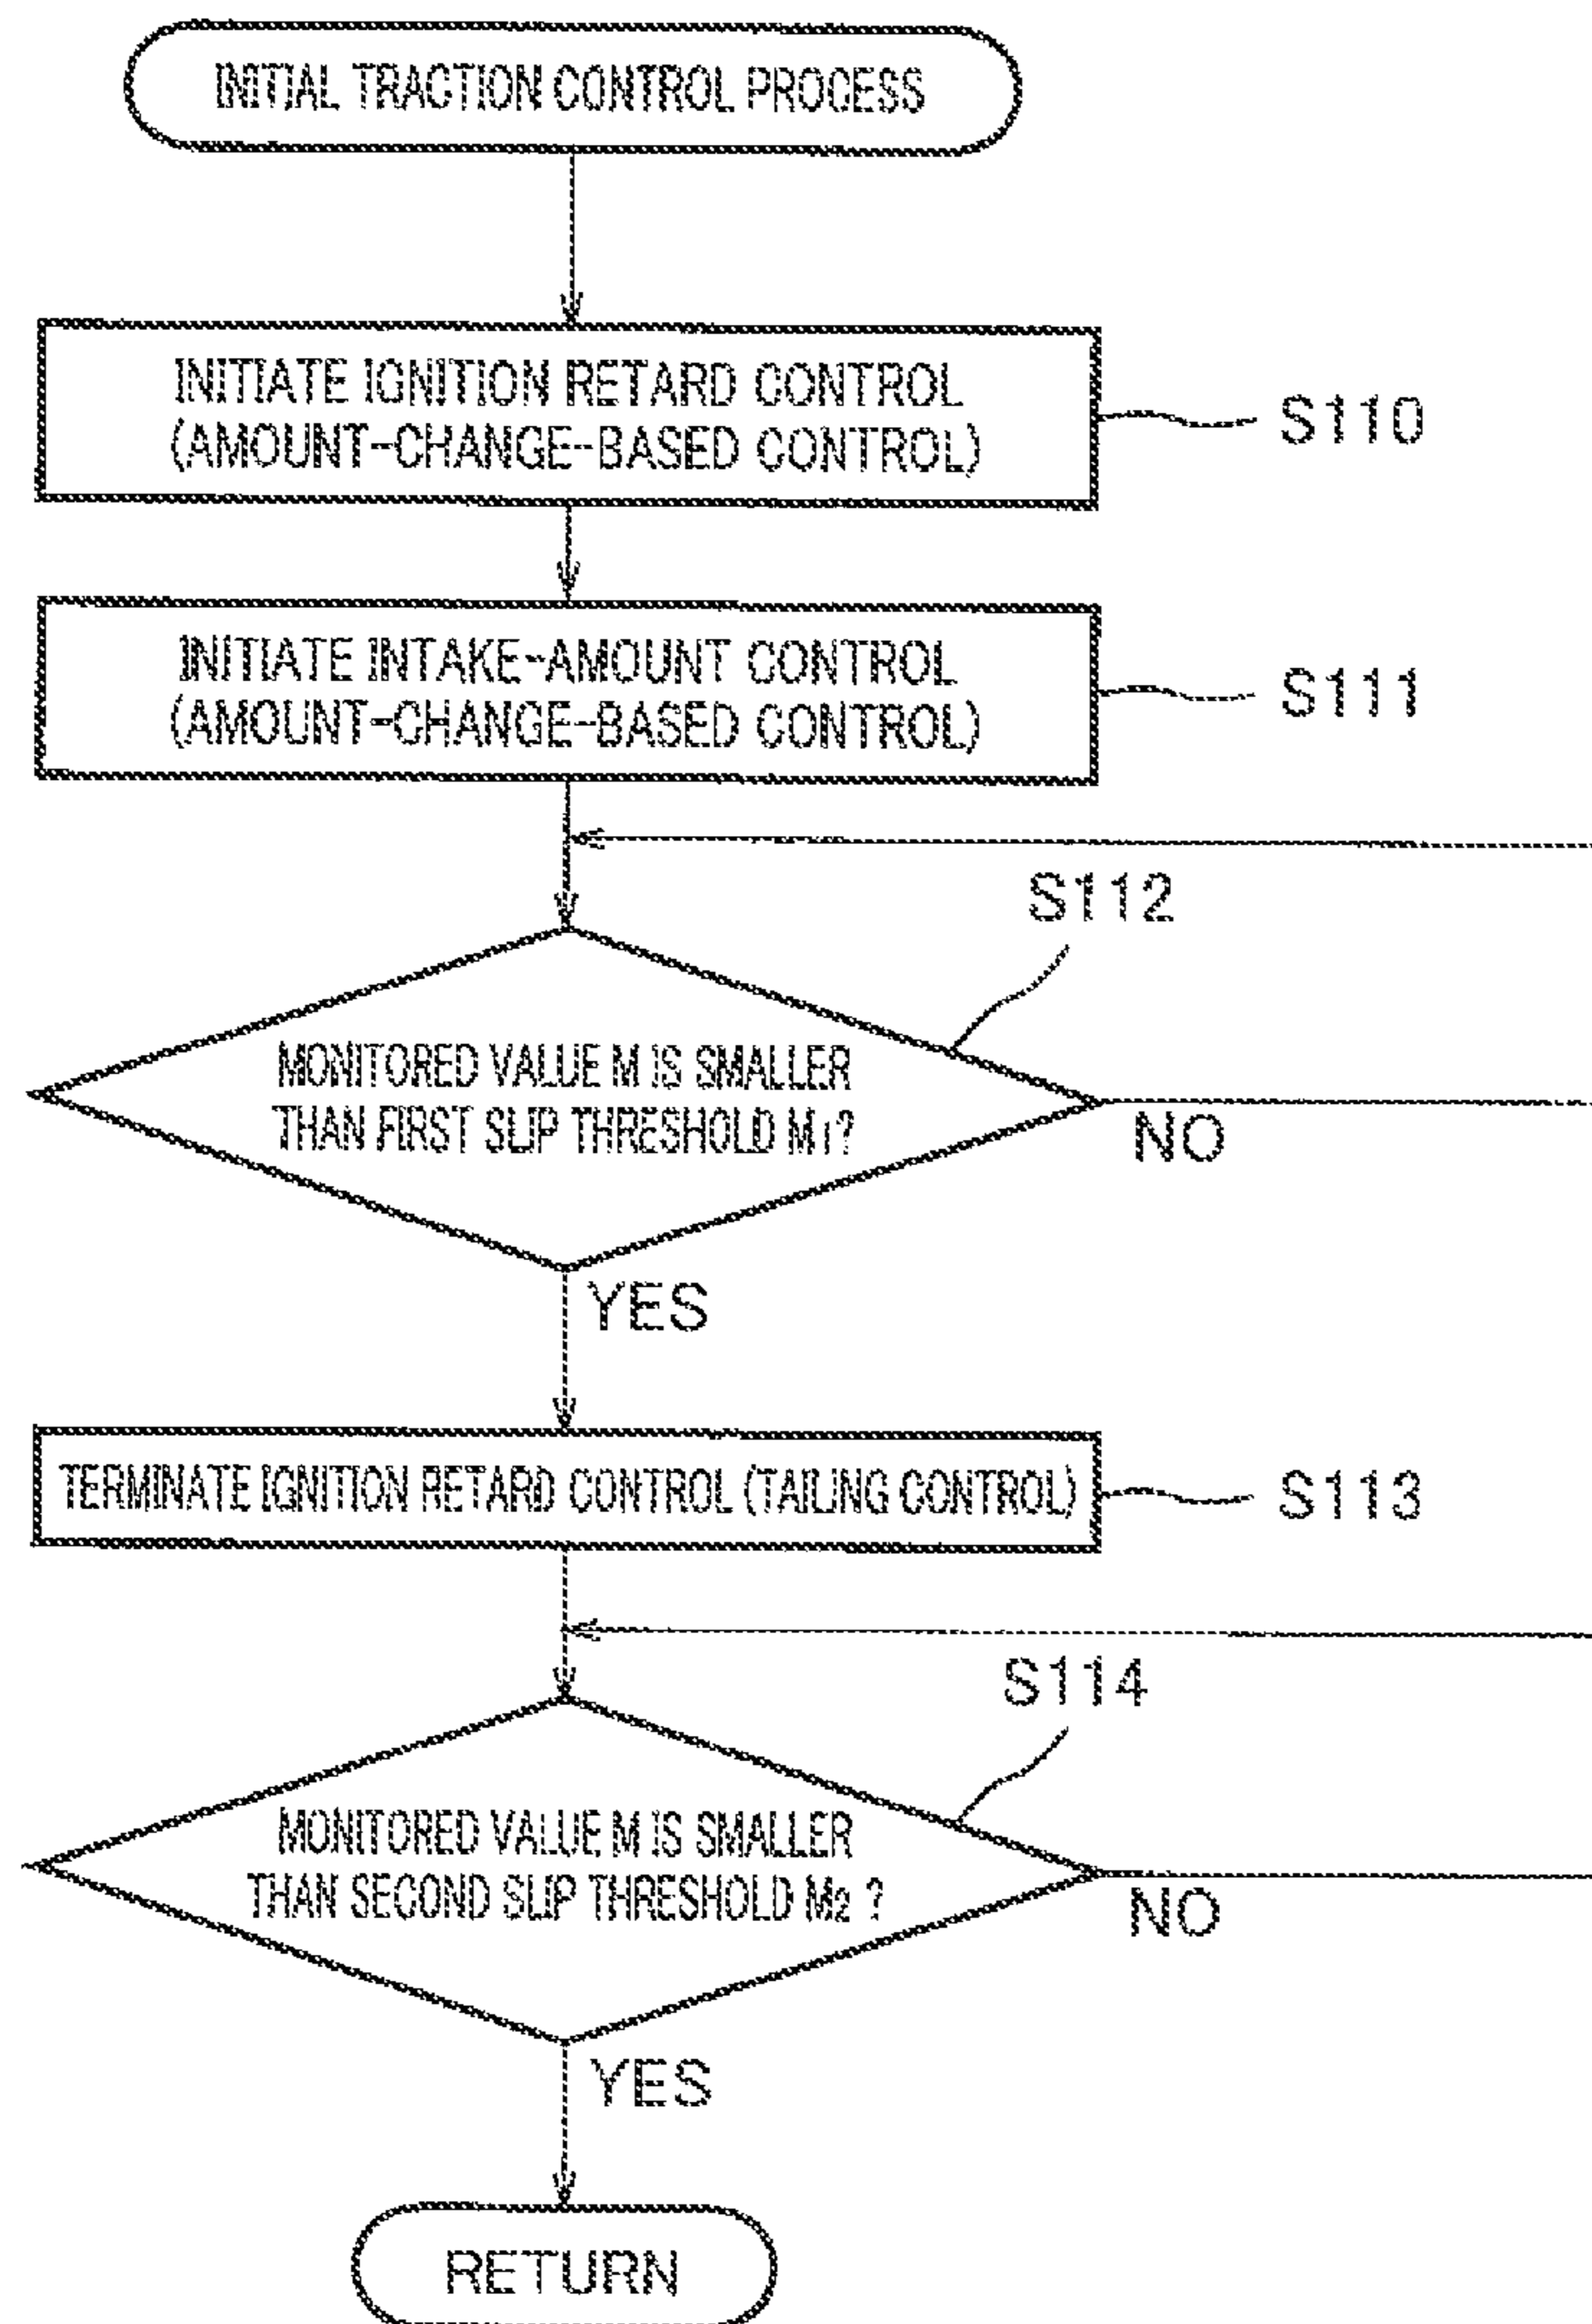 INITIAL TRACTION CONTROL PROCESS
INITIATE IGNITION RETARD CONTROL
(AMOUNT-CHANGE-BASED CONTROL)
S110
INITIATE INTAKE-AMOUNT CONTROL
(AMOUNT-CHANGE-BASED CONTROL)
S111
S112
MONITORED VALUE M IS SMALLER
THAN FIRST SLIP THRESHOLD M1?
NO
YES
TERMINATE IGNITION RETARD CONTROL (TAILING CONTROL)
S113
S114
MONITORED VALUE M IS SMALLER
THAN SECOND SLIP THRESHOLD M2 ?
NO
YES
RETURN